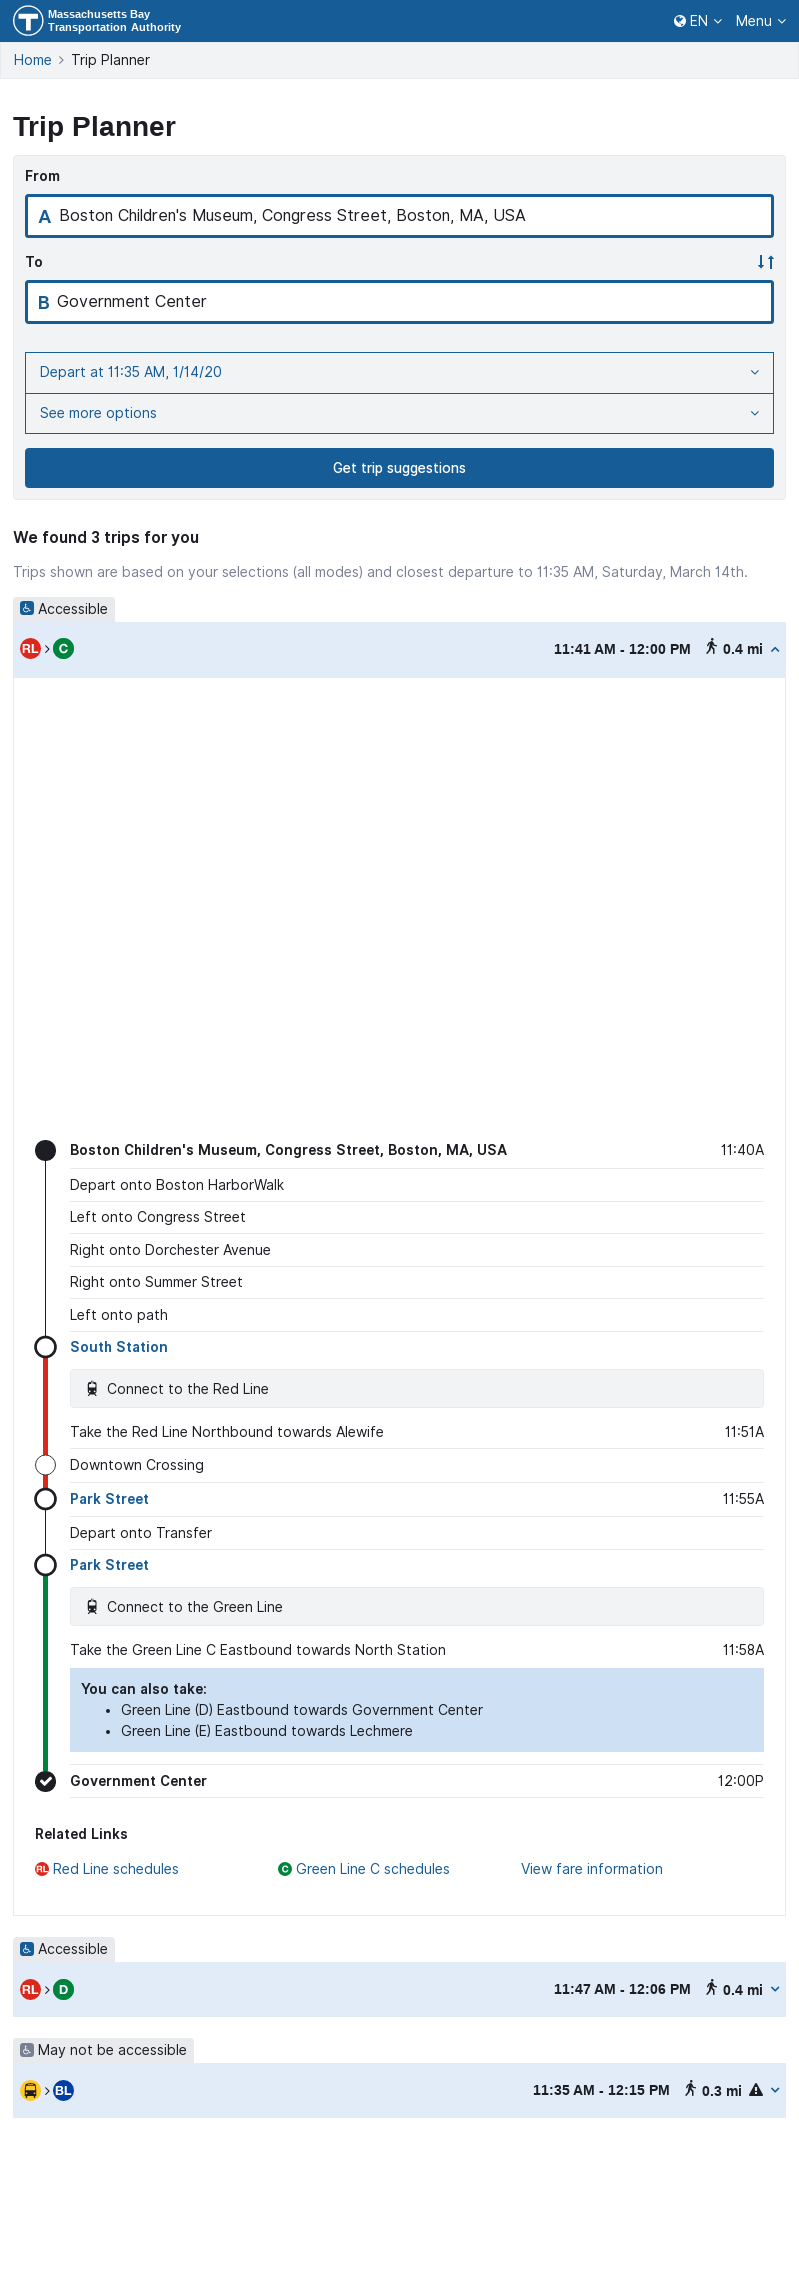 Massachusetts Bay
Transportation Authority
EN Menu
Home > Trip Planner
Trip Planner
From
A Boston Children's Museum, Congress Street, Boston, MA, USA
To
B Government Center
Depart at 11:35 AM, 1/14/20
See more options
Get trip suggestions
We found 3 trips for you
Trips shown are based on your selections (all modes) and closest departure to 11:35 AM, Saturday, March 14th.
Accessible
RL > C 11:41 AM - 12:00 PM 0.4 mi
Boston Children's Museum, Congress Street, Boston, MA, USA 11:40A
Depart onto Boston HarborWalk
Left onto Congress Street
Right onto Dorchester Avenue
Right onto Summer Street
Left onto path
South Station
Connect to the Red Line
Take the Red Line Northbound towards Alewife 11:51A
Downtown Crossing
Park Street 11:55A
Depart onto Transfer
Park Street
Connect to the Green Line
Take the Green Line C Eastbound towards North Station 11:58A
You can also take:
• Green Line (D) Eastbound towards Government Center
• Green Line (E) Eastbound towards Lechmere
Government Center 12:00P
Related Links
RL Red Line schedules C Green Line C schedules View fare information
Accessible
RL > D 11:47 AM - 12:06 PM 0.4 mi
May not be accessible
> BL 11:35 AM - 12:15 PM 0.3 mi